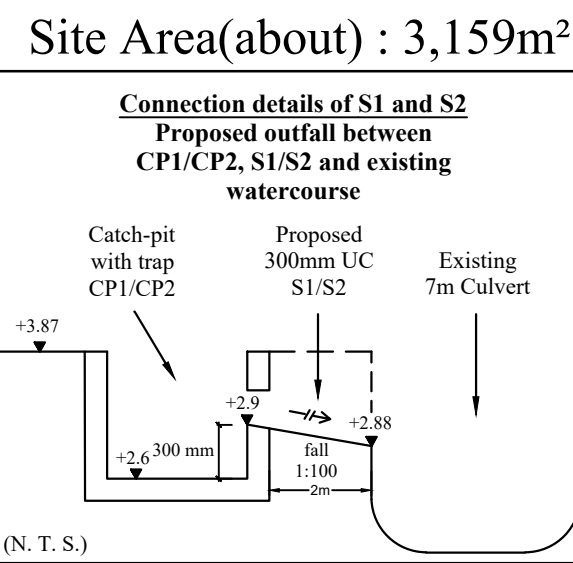 Site Area(about) : 3,159m²
Connection details of S1 and S2
Proposed outfall between
CP1/CP2, S1/S2 and existing
watercourse
Catch-pit
with trap
CP1/CP2
Proposed
300mm UC
S1/S2
Existing
7m Culvert
+3.87
+2.9
+2.88
+2.6
300 mm
fall
1:100
2m
(N. T. S.)